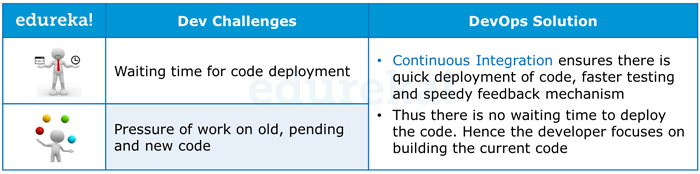 edureka!
Dev Challenges
DevOps Solution
Waiting time for code deployment
Pressure of work on old, pending
and new code
• Continuous Integration ensures there is
quick deployment of code, faster testing
and speedy feedback mechanism
• Thus there is no waiting time to deploy
the code. Hence the developer focuses on
building the current code
edureka!